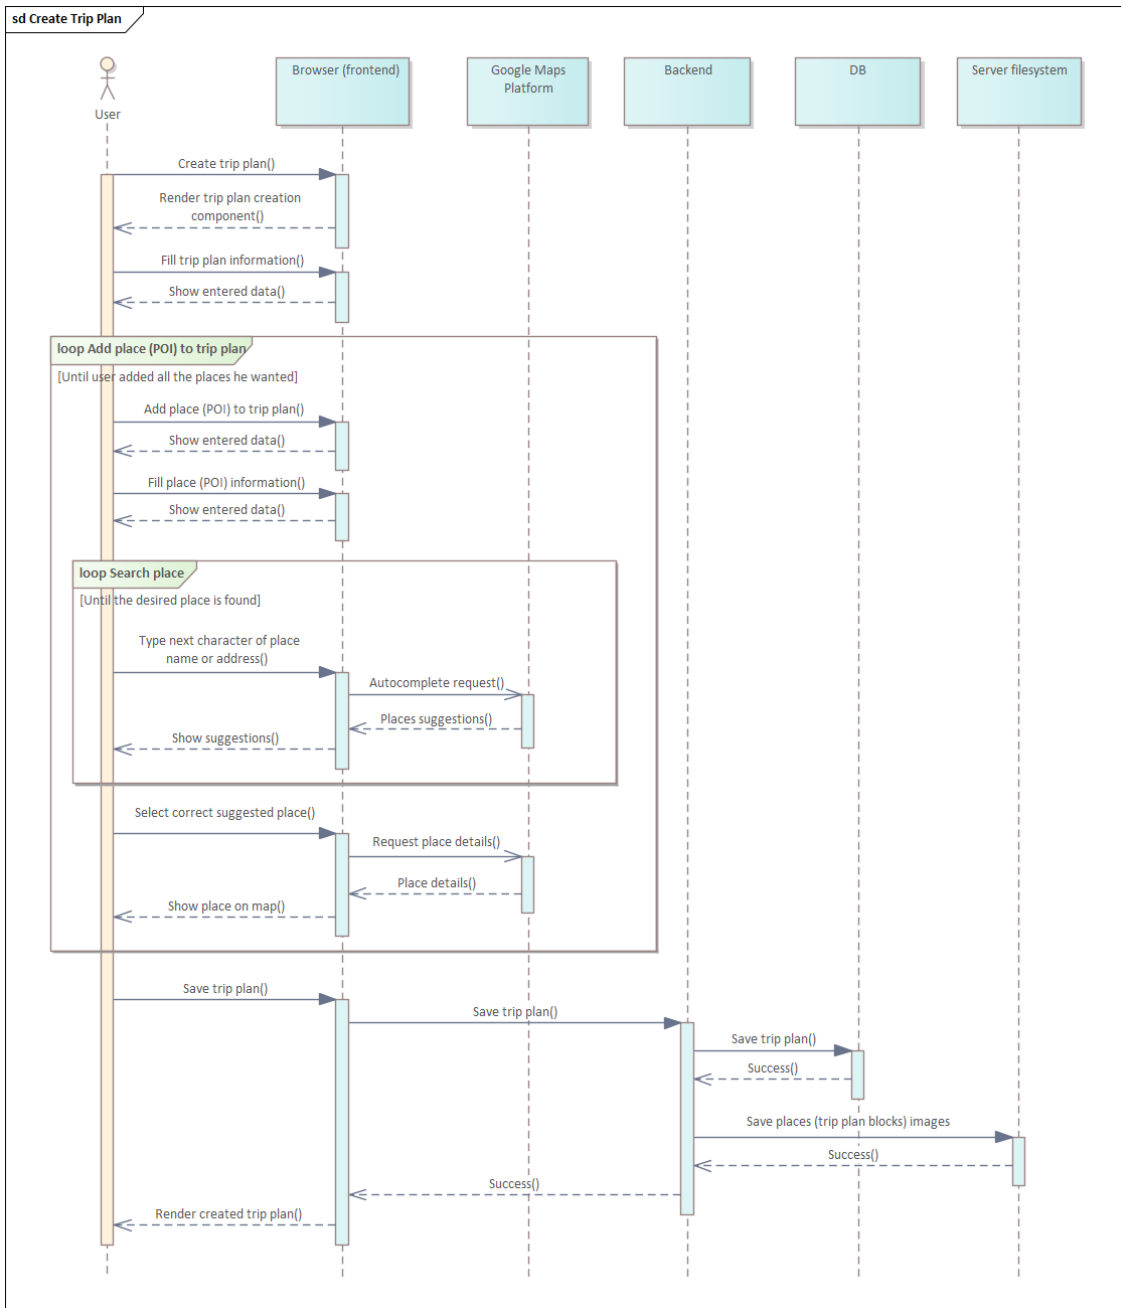 sd Create Trip Plan
User
Browser (frontend)
Google Maps
Platform
Backend
DB
Server filesystem
Create trip plan()
Render trip plan creation
component()
Fill trip plan information()
Show entered data()
loop Add place (POI) to trip plan
[Until user added all the places he wanted]
Add place (POI) to trip plan()
Show entered data()
Fill place (POI) information()
Show entered data()
loop Search place
[Until the desired place is found]
Type next character of place
name or address()
Autocomplete request()
Places suggestions()
Show suggestions()
Select correct suggested place()
Request place details()
Place details()
Show place on map()
Save trip plan()
Save trip plan()
Save trip plan()
Success()
Save places (trip plan blocks) images
Success()
Success()
Render created trip plan()